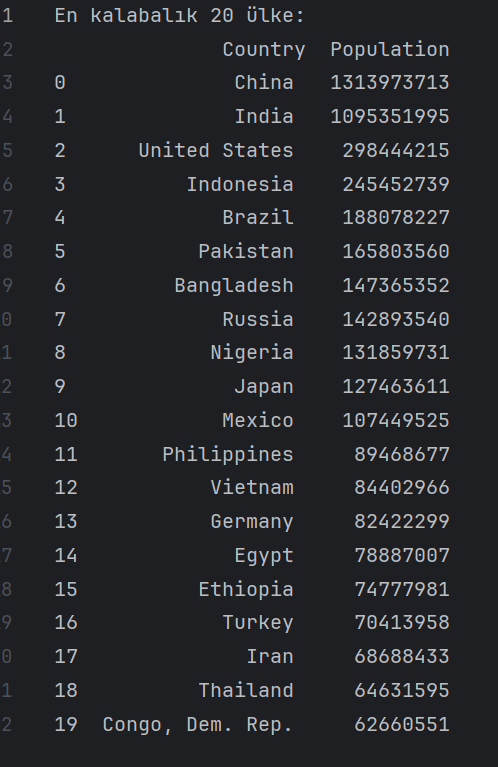 1 En kalabalık 20 Ülke:
2 Country Population
3 0 China 1313973713
4 1 India 1095351995
5 2 United States 298444215
6 3 Indonesia 245452739
7 4 Brazil 188078227
8 5 Pakistan 165803560
9 6 Bangladesh 147365352
0 7 Russia 142893540
1 8 Nigeria 131859731
2 9 Japan 127463611
3 10 Mexico 107449525
4 11 Philippines 89468677
5 12 Vietnam 84402966
6 13 Germany 82422299
7 14 Egypt 78887007
8 15 Ethiopia 74777981
9 16 Turkey 70413958
0 17 Iran 68688433
1 18 Thailand 64631595
2 19 Congo, Dem. Rep. 62660551